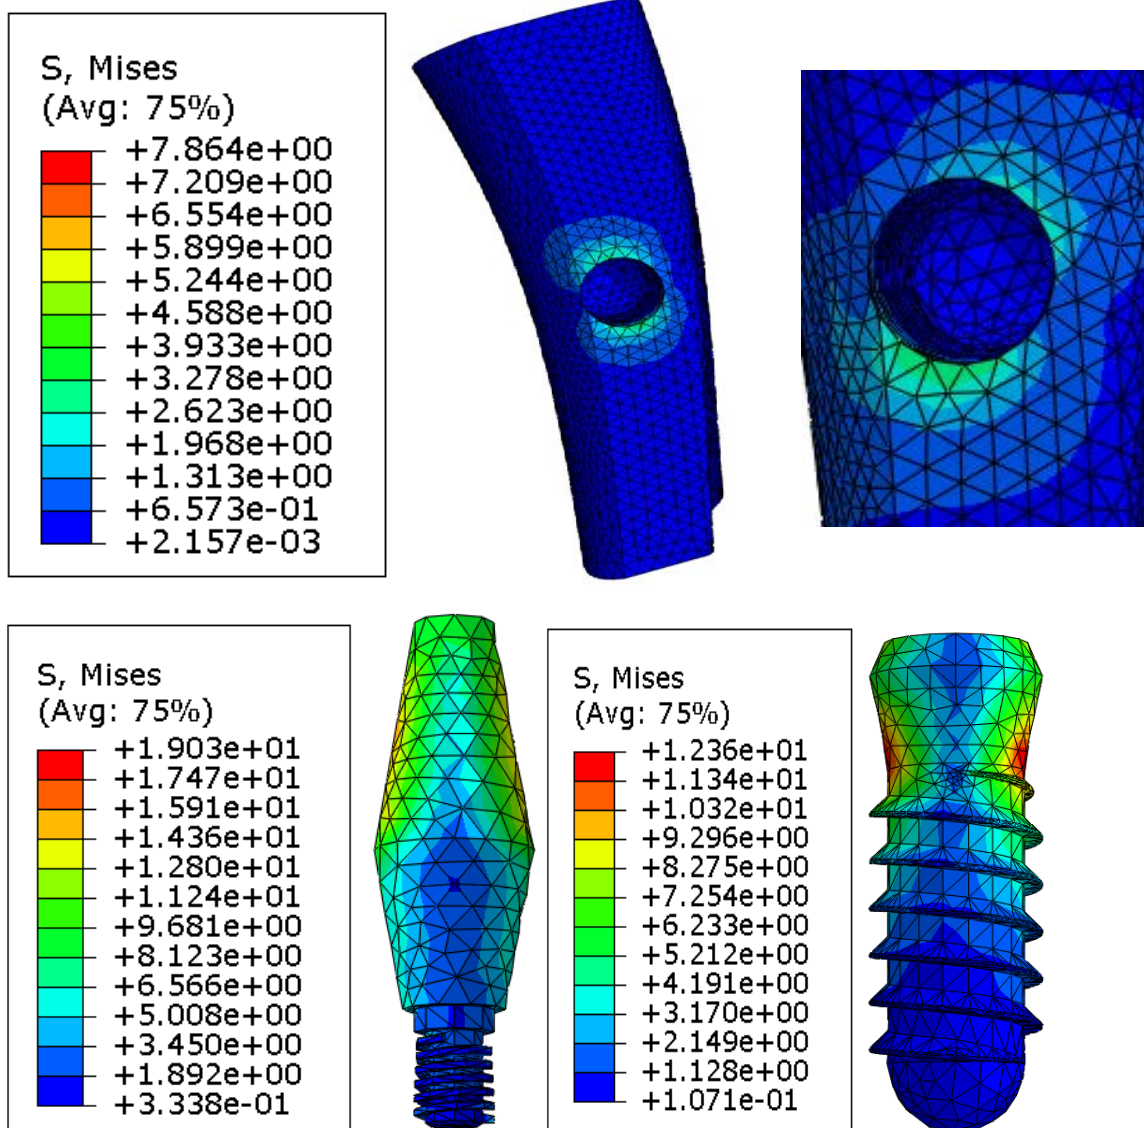 S, Mises
(Avg: 75%)
+7.864e+00
+7.209e+00
+6.554e+00
+5.899e+00
+5.244e+00
+4.588e+00
+3.933e+00
+3.278e+00
+2.623e+00
+1.968e+00
+1.313e+00
+6.573e-01
+2.157e-03
S, Mises
(Avg: 75%)
+1.903e+01
+1.747e+01
+1.591e+01
+1.436e+01
+1.280e+01
+1.124e+01
+9.681e+00
+8.123e+00
+6.566e+00
+5.008e+00
+3.450e+00
+1.892e+00
+3.338e-01
S, Mises
(Avg: 75%)
+1.236e+01
+1.134e+01
+1.032e+01
+9.296e+00
+8.275e+00
+7.254e+00
+6.233e+00
+5.212e+00
+4.191e+00
+3.170e+00
+2.149e+00
+1.128e+00
+1.071e-01